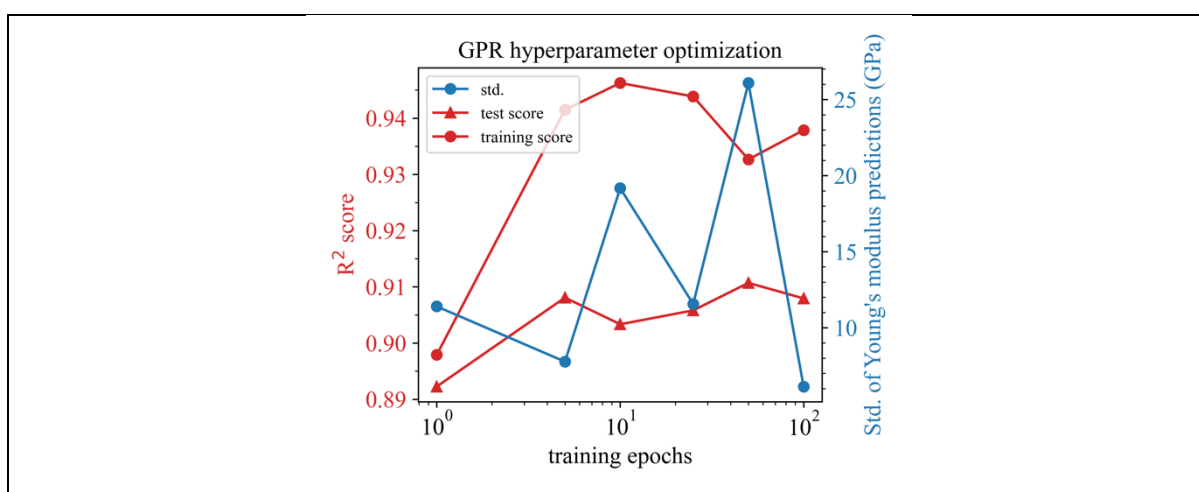 GPR hyperparameter optimization
std.
test score
training score
0.94
0.93
0.92
0.91
0.90
0.89
R² score
25
20
15
10
Std. of Young's modulus predictions (GPa)
10⁰
10¹
10²
training epochs